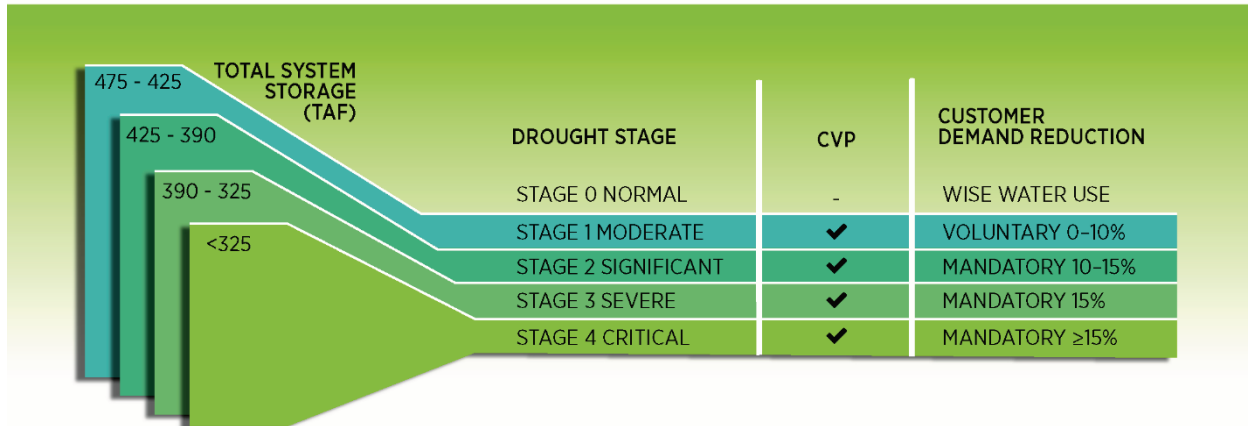 475 - 425
TOTAL SYSTEM
STORAGE
(TAF)
425 - 390
390 - 325
<325
DROUGHT STAGE
CVP
CUSTOMER
DEMAND REDUCTION
STAGE 0 NORMAL
-
WISE WATER USE
STAGE 1 MODERATE
✔
VOLUNTARY 0–10%
STAGE 2 SIGNIFICANT
✔
MANDATORY 10–15%
STAGE 3 SEVERE
✔
MANDATORY 15%
STAGE 4 CRITICAL
✔
MANDATORY ≥15%